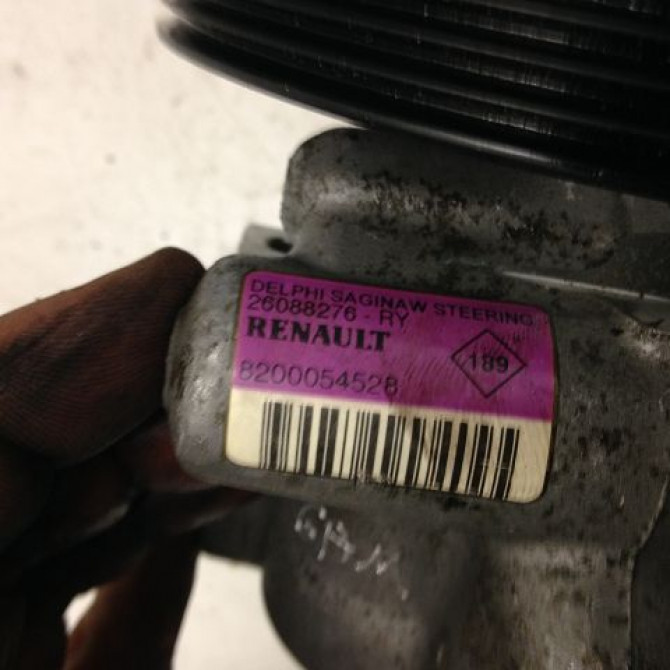 DELPHI SAGINAW STEERING
26088276 - RY
RENAULT
189
8200054528